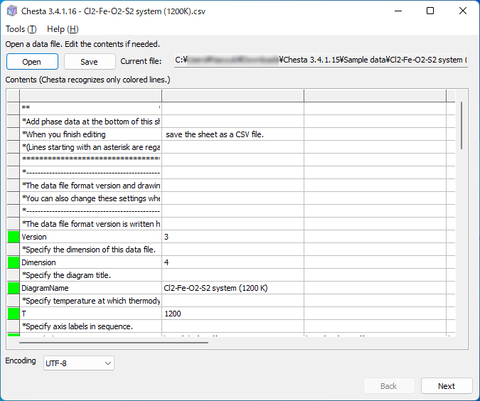 Chesta 3.4.1.16 - Cl2-Fe-O2-S2 system (1200K).csv
Tools (T) Help (H)
Open a data file. Edit the contents if needed.
Open Save Current file: C:¥ ¥Chesta 3.4.1.15¥Sample data¥Cl2-Fe-O2-S2 system (
Contents (Chesta recognizes only colored lines.)
**
*Add phase data at the bottom of this sh
*When you finish editing save the sheet as a CSV file.
*(Lines starting with an asterisk are rega
*The data file format version and drawin
*You can also change these settings whe
*The data file format version is written h
Version 3
*Specify the dimension of this data file.
Dimension 4
*Specify the diagram title.
DiagramName Cl2-Fe-O2-S2 system (1200 K)
*Specify temperature at which thermody
T 1200
*Specify axis labels in sequence.
Encoding UTF-8
Back Next